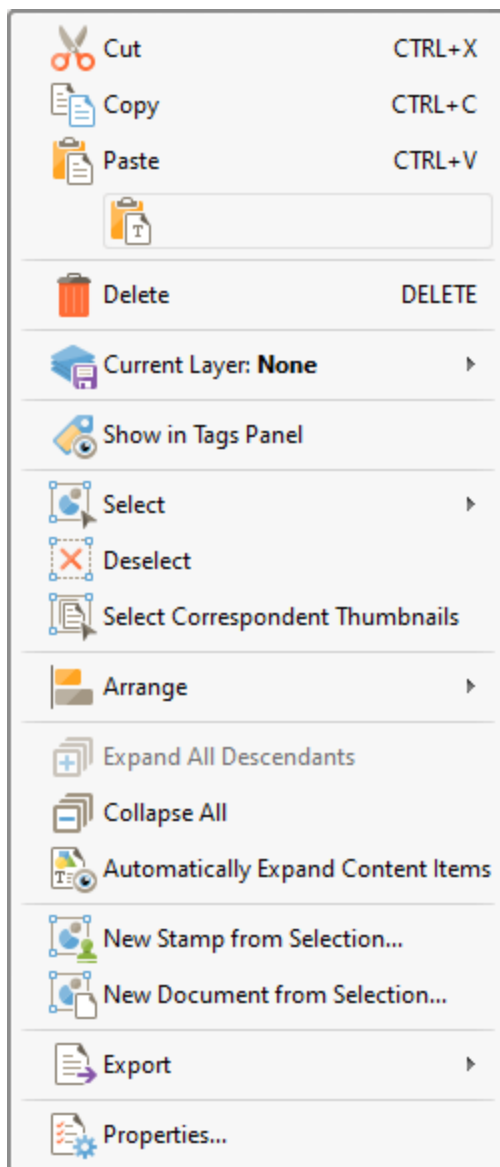 Cut CTRL+X
Copy CTRL+C
Paste CTRL+V
T
Delete DELETE
Current Layer: None
Show in Tags Panel
Select
Deselect
Select Correspondent Thumbnails
Arrange
Expand All Descendants
Collapse All
Automatically Expand Content Items
New Stamp from Selection...
New Document from Selection...
Export
Properties...